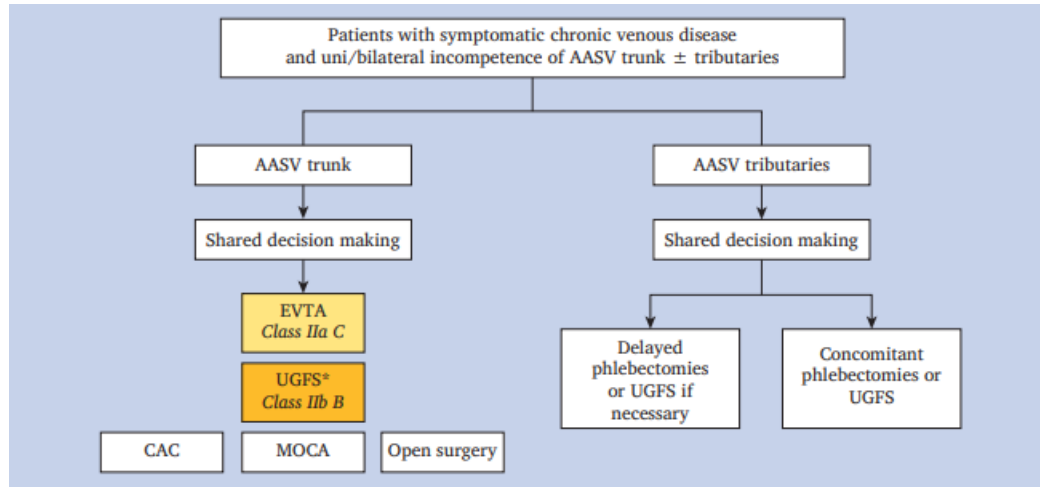 Patients with symptomatic chronic venous disease
and uni/bilateral incompetence of AASV trunk ± tributaries
AASV trunk
AASV tributaries
Shared decision making
Shared decision making
EVTA
Class IIa C
UGFS*
Class IIb B
CAC
MOCA
Open surgery
Delayed
phlebectomies
or UGFS if
necessary
Concomitant
phlebectomies or
UGFS